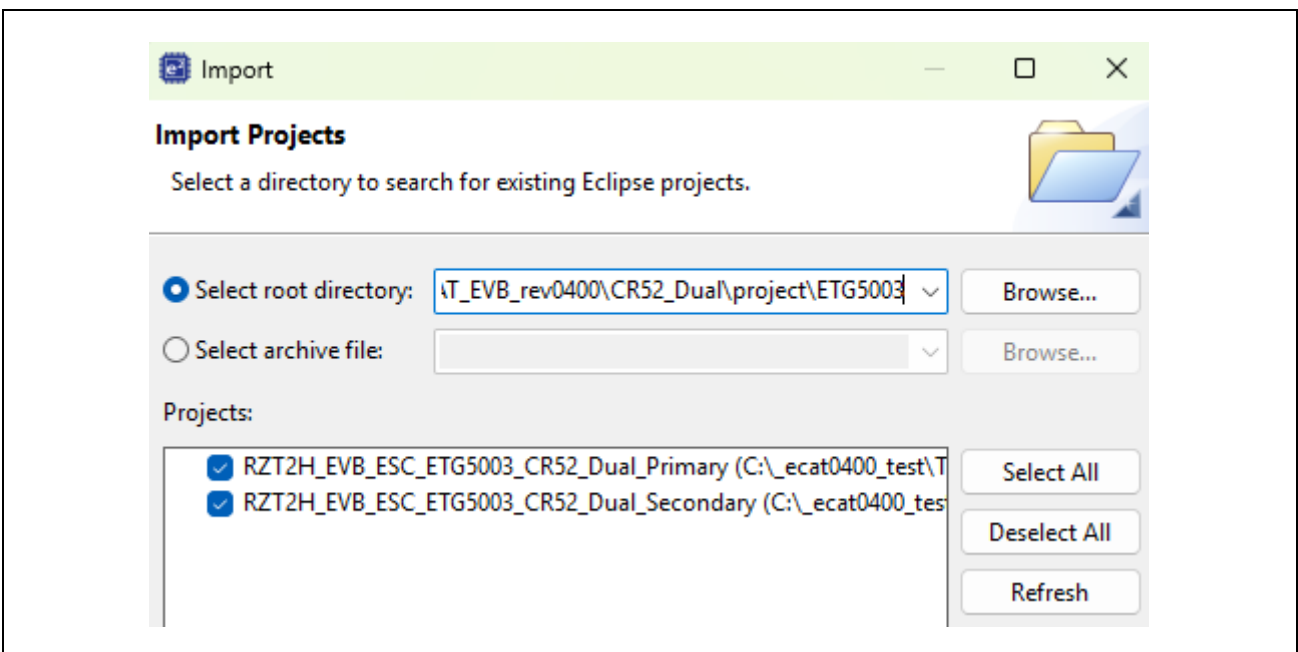 Import
Import Projects
Select a directory to search for existing Eclipse projects.
Select root directory: \T_EVB_rev0400\CR52_Dual\project\ETG5003 Browse...
Select archive file: Browse...
Projects:
RZT2H_EVB_ESC_ETG5003_CR52_Dual_Primary (C:\_ecat0400_test\T
Select All
RZT2H_EVB_ESC_ETG5003_CR52_Dual_Secondary (C:\_ecat0400_tes
Deselect All
Refresh